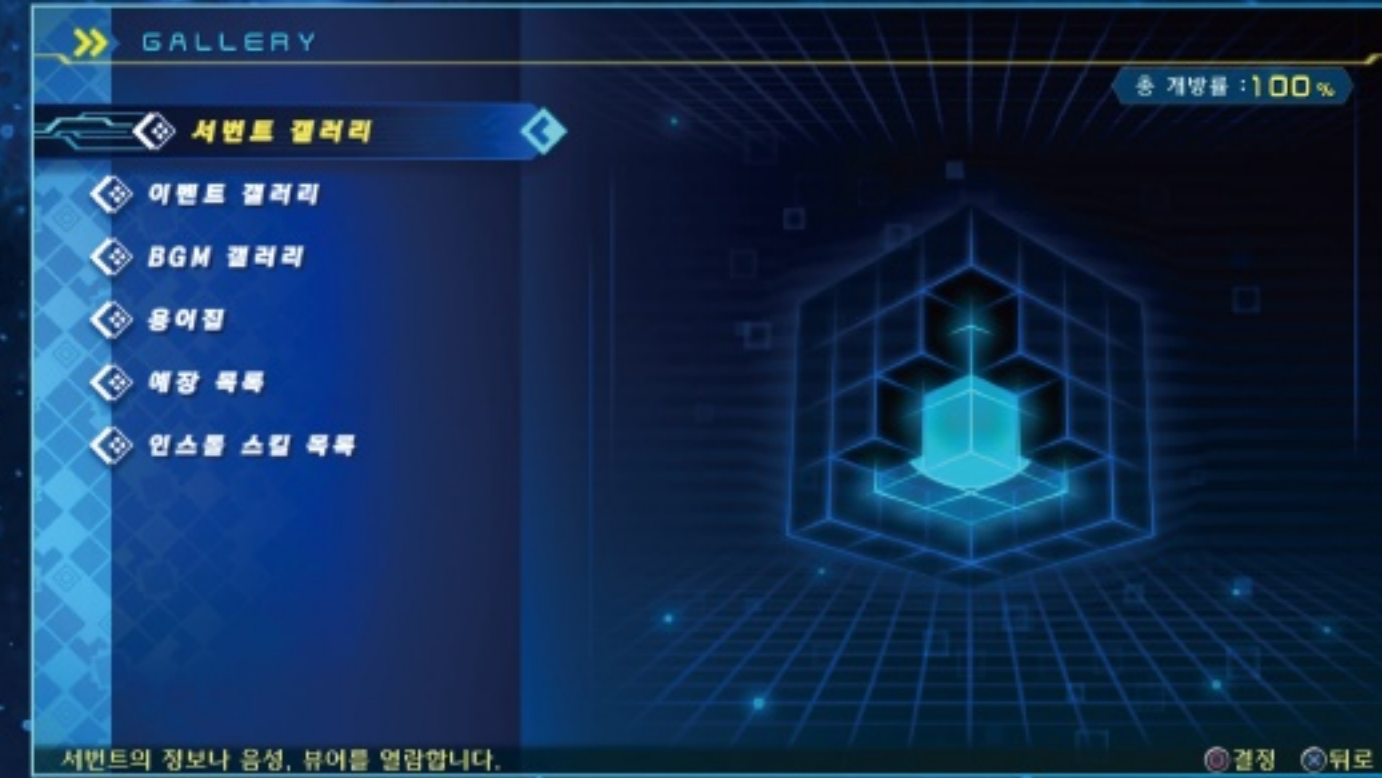 GALLERY
총 개방률 :100%
서번트 갤러리
이벤트 갤러리
BGM 갤러리
용어집
예장 목록
인스톨 스킬 목록
서번트의 정보나 음성, 뷰어를 열람합니다.
결정 뒤로